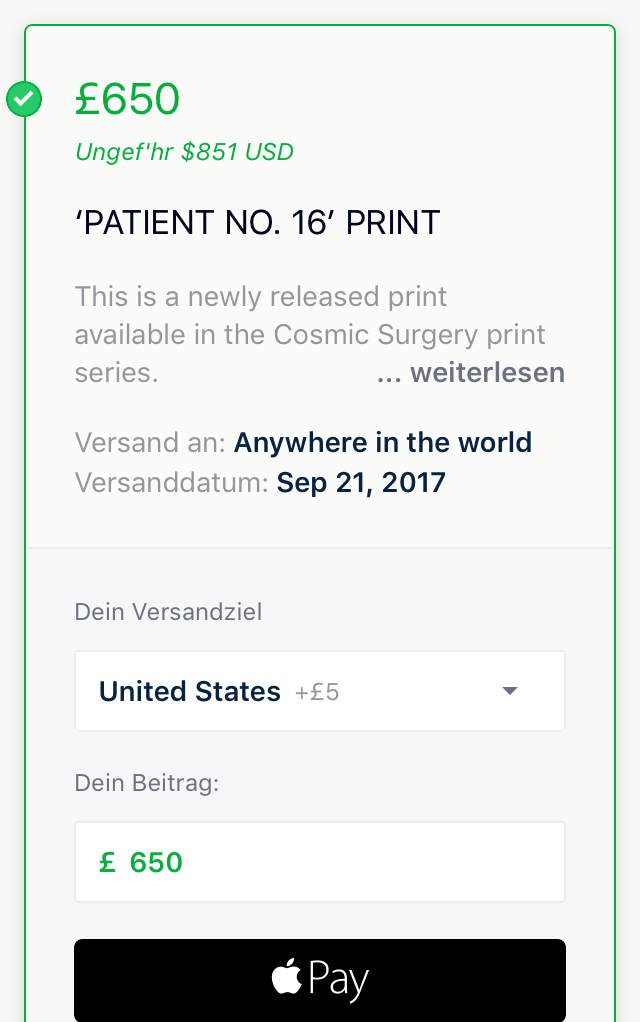 £650
Ungef'hr $851 USD
‘PATIENT NO. 16’ PRINT
This is a newly released print
available in the Cosmic Surgery print
series. ... weiterlesen
Versand an: Anywhere in the world
Versanddatum: Sep 21, 2017
Dein Versandziel
United States +£5
Dein Beitrag:
£ 650
Pay